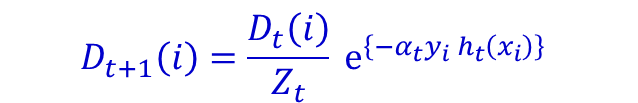 D_{t+1}(i) = \frac{D_t(i)}{Z_t} e^{\{-\alpha_t y_i h_t(x_i)\}}